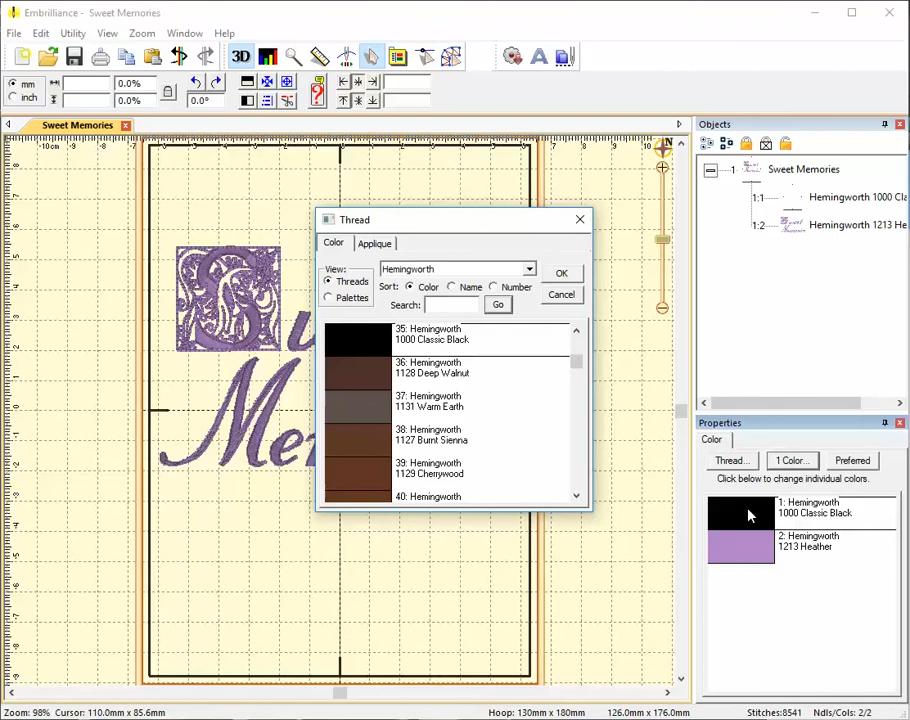 Embrilliance - Sweet Memories
File Edit Utility View Zoom Window Help
3D
mm
inch
0.0%
0.0%
0.0°
Sweet Memories
Objects
1 Sweet Memories
1:1 Hemingworth 1000 Cla
1:2 Hemingworth 1213 He
N
Thread
Color Applique
View:
Threads
Palettes
Hemingworth
OK
Sort: Color Name Number
Cancel
Search: Go
35: Hemingworth
1000 Classic Black
36: Hemingworth
1128 Deep Walnut
37: Hemingworth
1131 Warm Earth
38: Hemingworth
1127 Burnt Sienna
39: Hemingworth
1129 Cherrywood
40: Hemingworth
Properties
Color
Thread... 1 Color... Preferred
Click below to change individual colors.
1: Hemingworth
1000 Classic Black
2: Hemingworth
1213 Heather
Zoom: 98% Cursor: 110.0mm x 85.6mm Hoop: 130mm x 180mm 126.0mm x 176.0mm Stitches:8541 Ndls/Cols: 2/2